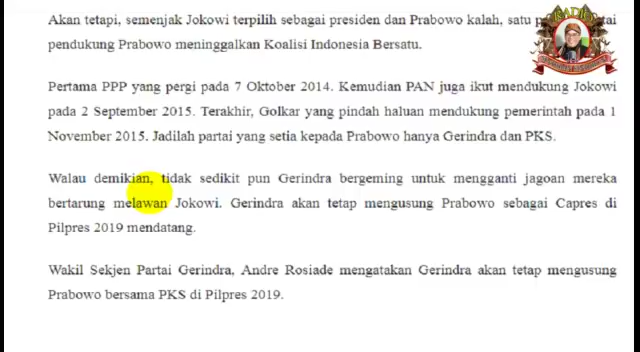 Akan tetapi, semenjak Jokowi terpilih sebagai presiden dan Prabowo kalah, satu
pendukung Prabowo meninggalkan Koalisi Indonesia Bersatu.
Pertama PPP yang pergi pada 7 Oktober 2014. Kemudian PAN juga ikut mendukung Jokowi
pada 2 September 2015. Terakhir, Golkar yang pindah haluan mendukung pemerintah pada 1
November 2015. Jadilah partai yang setia kepada Prabowo hanya Gerindra dan PKS.
Walau demikian, tidak sedikit pun Gerindra bergeming untuk mengganti jagoan mereka
bertarung melawan Jokowi. Gerindra akan tetap mengusung Prabowo sebagai Capres di
Pilpres 2019 mendatang.
Wakil Sekjen Partai Gerindra, Andre Rosiade mengatakan Gerindra akan tetap mengusung
Prabowo bersama PKS di Pilpres 2019.